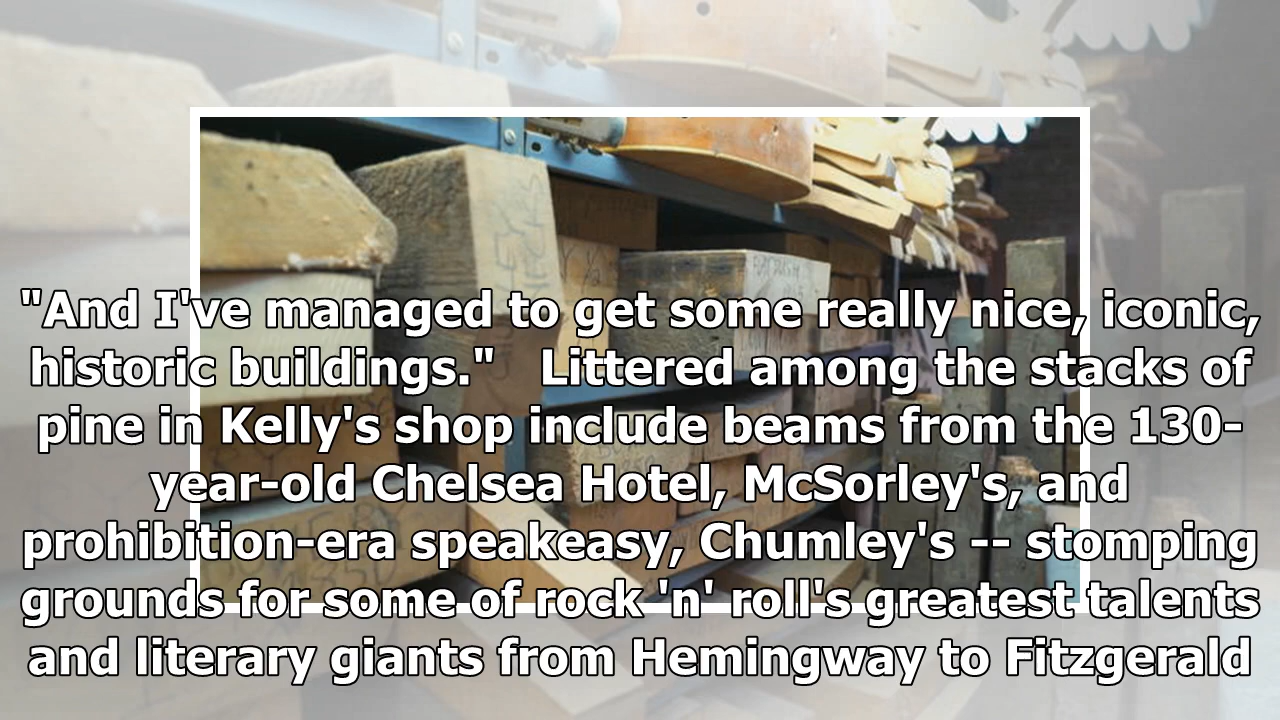 "And I've managed to get some really nice, iconic,
historic buildings."   Littered among the stacks of
pine in Kelly's shop include beams from the 130-
year-old Chelsea Hotel, McSorley's, and
prohibition-era speakeasy, Chumley's -- stomping
grounds for some of rock 'n' roll's greatest talents
and literary giants from Hemingway to Fitzgerald